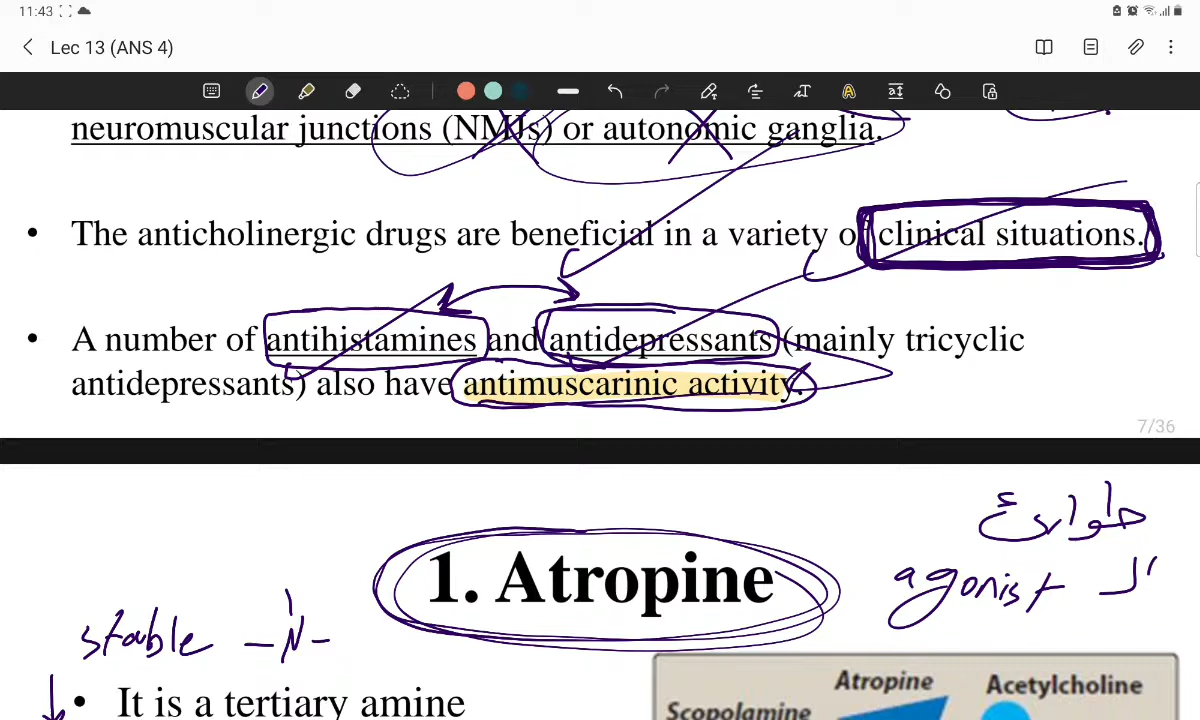 11:43
Lec 13 (ANS 4)
neuromuscular junctions (NMJs) or autonomic ganglia.
• The anticholinergic drugs are beneficial in a variety of clinical situations.
• A number of antihistamines and antidepressants (mainly tricyclic
antidepressants) also have antimuscarinic activity.
7/36
طوارئ
1. Atropine
agonist
stable -N-
• It is a tertiary amine
Atropine
Acetylcholine
Scopolamine